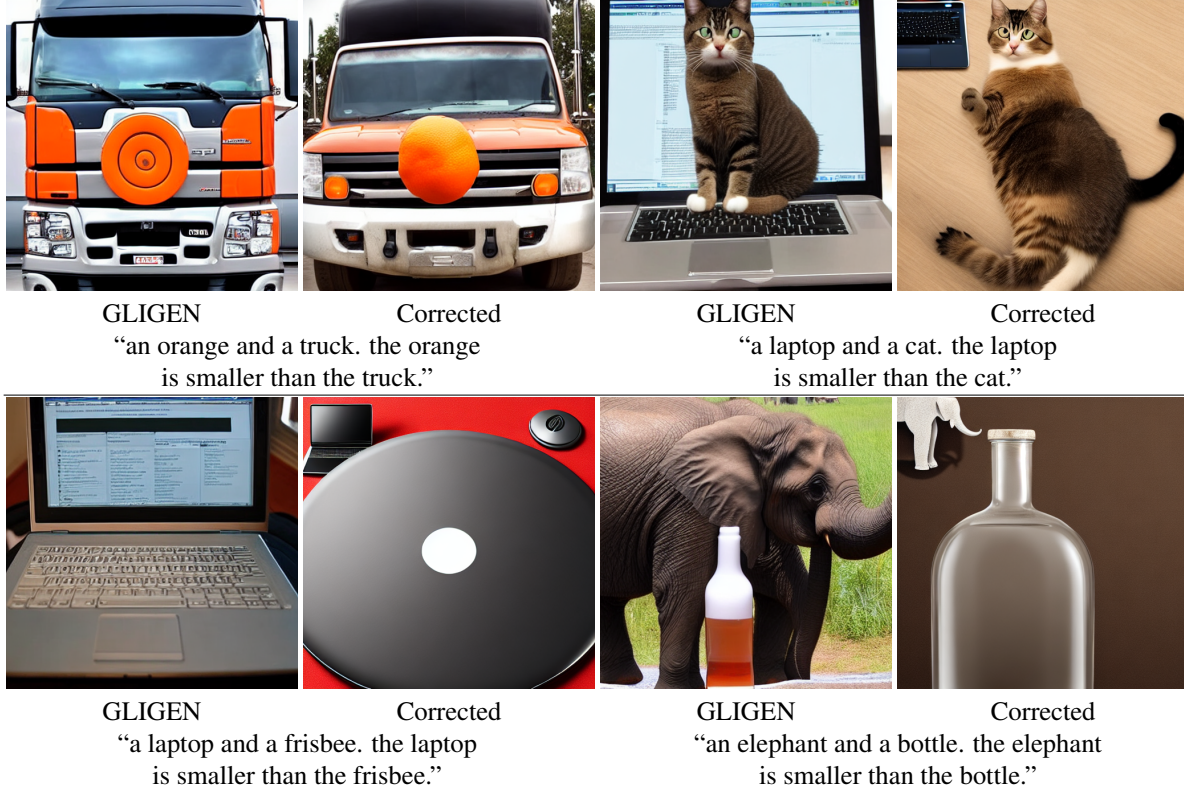 GLIGEN
Corrected
“an orange and a truck. the orange
is smaller than the truck.”
GLIGEN
Corrected
“a laptop and a cat. the laptop
is smaller than the cat.”
GLIGEN
Corrected
“a laptop and a frisbee. the laptop
is smaller than the frisbee.”
GLIGEN
Corrected
“an elephant and a bottle. the elephant
is smaller than the bottle.”